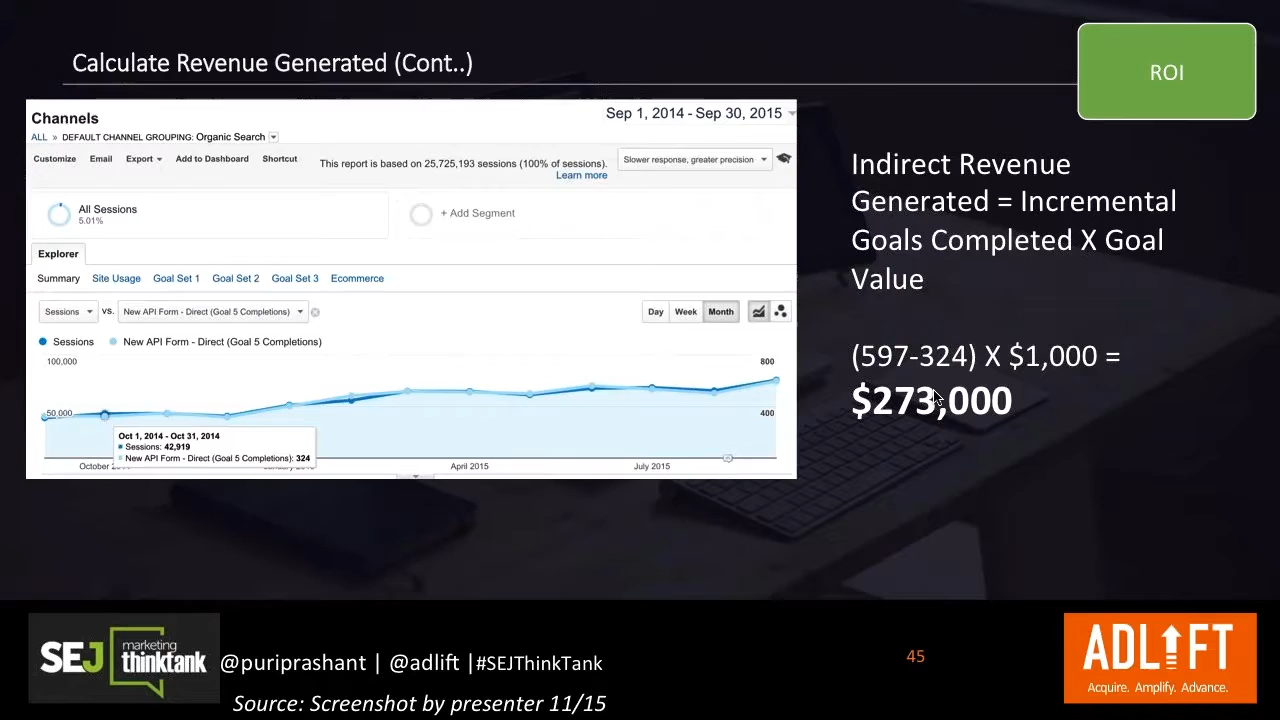 Calculate Revenue Generated (Cont..)
ROI
Channels
Sep 1, 2014 - Sep 30, 2015
ALL » DEFAULT CHANNEL GROUPING: Organic Search
Customize Email Export Add to Dashboard Shortcut
This report is based on 25,725,193 sessions (100% of sessions).
Learn more
Slower response, greater precision
All Sessions
5.01%
+ Add Segment
Explorer
Summary Site Usage Goal Set 1 Goal Set 2 Goal Set 3 Ecommerce
Sessions vs. New API Form - Direct (Goal 5 Completions)
Day Week Month
Sessions New API Form - Direct (Goal 5 Completions)
100,000 800
50,000 400
Oct 1, 2014 - Oct 31, 2014
Sessions: 42,919
New API Form - Direct (Goal 5 Completions): 324
April 2015 July 2015
Indirect Revenue
Generated = Incremental
Goals Completed X Goal
Value
(597-324) X $1,000 =
$273,000
SEJ marketing thinktank
@puriprashant | @adlift |#SEJThinkTank
Source: Screenshot by presenter 11/15
45
ADLIFT
Acquire. Amplify. Advance.